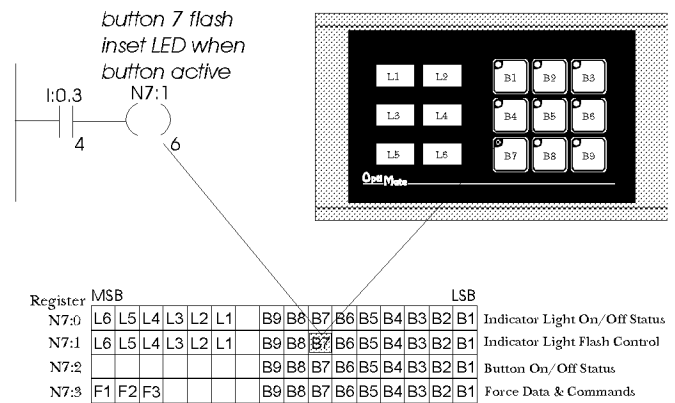 button 7 flash
inset LED when
button active
I:0.3 N7:1
4 6
L1 L2 B1 B2 B3
L3 L4 B4 B5 B6
L5 L6 B7 B8 B9
OptiMate
Register MSB LSB
N7:0 L6 L5 L4 L3 L2 L1 B9 B8 B7 B6 B5 B4 B3 B2 B1 Indicator Light On/Off Status
N7:1 L6 L5 L4 L3 L2 L1 B9 B8 B7 B6 B5 B4 B3 B2 B1 Indicator Light Flash Control
N7:2 B9 B8 B7 B6 B5 B4 B3 B2 B1 Button On/Off Status
N7:3 F1 F2 F3 B9 B8 B7 B6 B5 B4 B3 B2 B1 Force Data & Commands